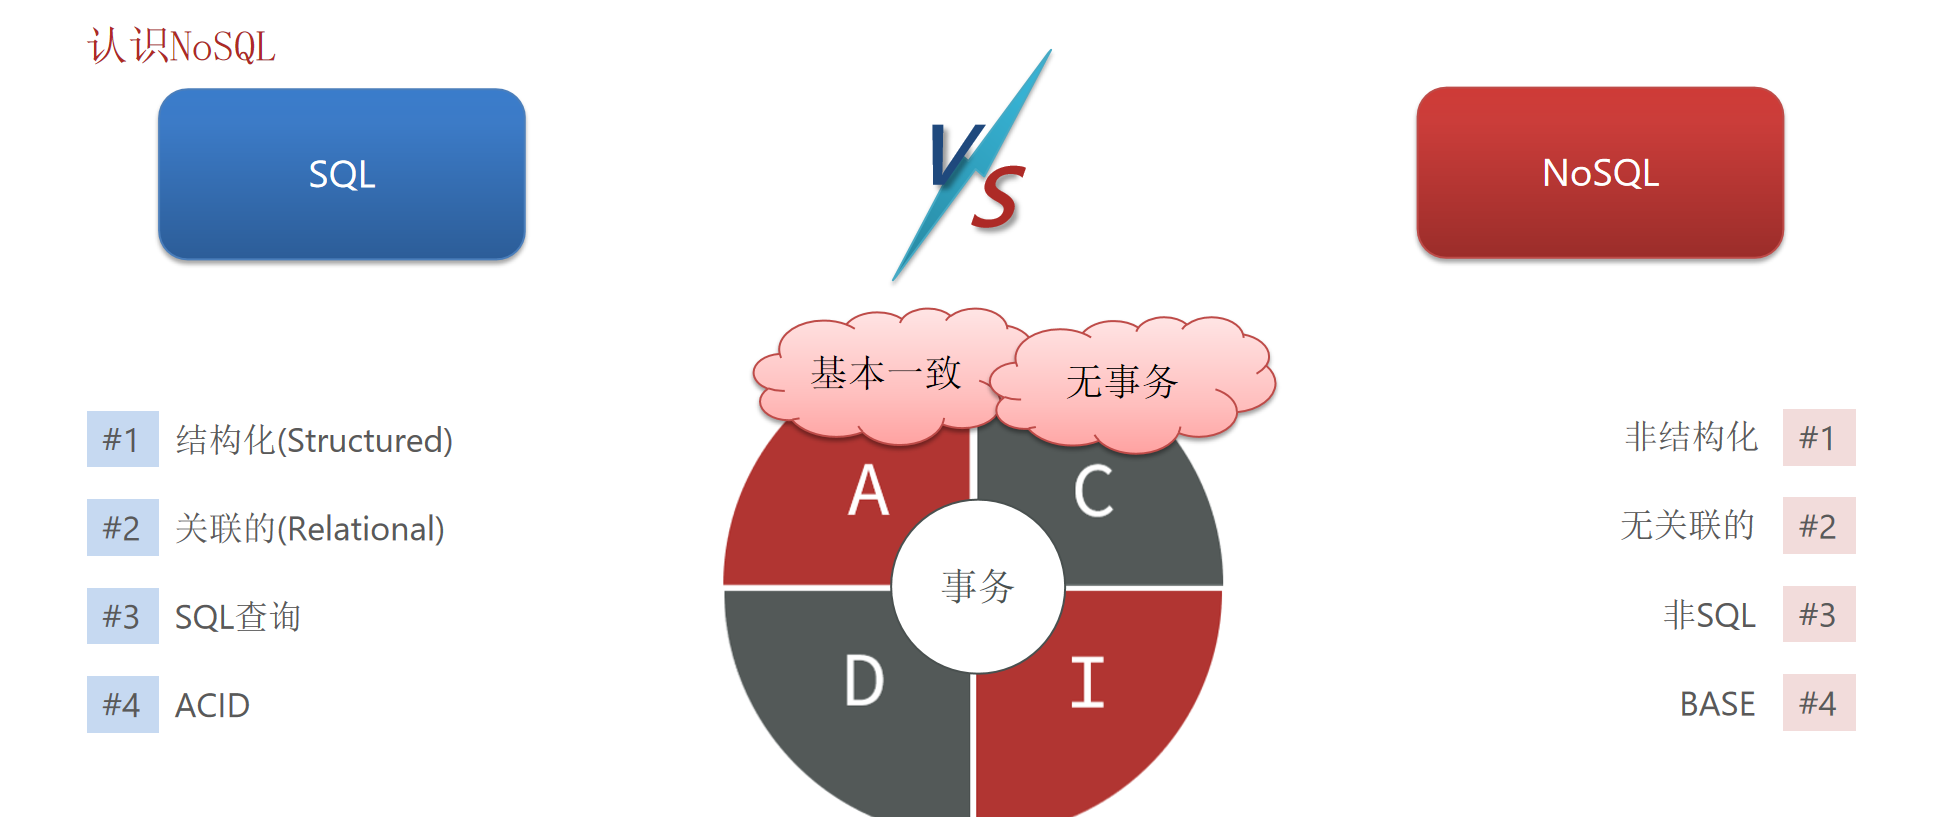 认识NoSQL
SQL
VS
NoSQL
基本一致
无事务
#1 结构化(Structured)
#2 关联的(Relational)
#3 SQL查询
#4 ACID
A
C
事务
D
I
非结构化 #1
无关联的 #2
非SQL #3
BASE #4